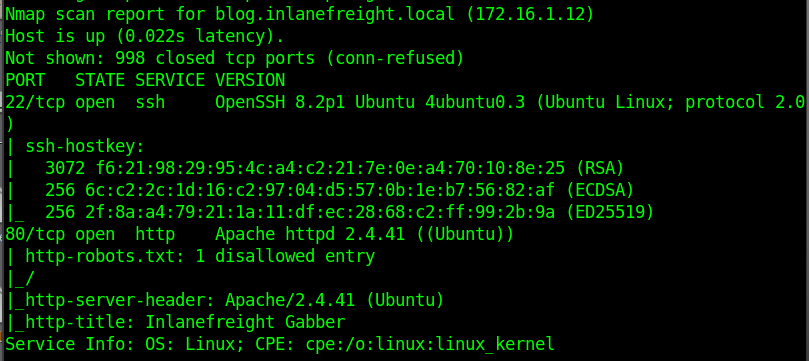 Nmap scan report for blog.inlanefreight.local (172.16.1.12)
Host is up (0.022s latency).
Not shown: 998 closed tcp ports (conn-refused)
PORT   STATE SERVICE VERSION
22/tcp open  ssh     OpenSSH 8.2p1 Ubuntu 4ubuntu0.3 (Ubuntu Linux; protocol 2.0
)
| ssh-hostkey:
|   3072 f6:21:98:29:95:4c:a4:c2:21:7e:0e:a4:70:10:8e:25 (RSA)
|   256 6c:c2:2c:1d:16:c2:97:04:d5:57:0b:1e:b7:56:82:af (ECDSA)
|_  256 2f:8a:a4:79:21:1a:11:df:ec:28:68:c2:ff:99:2b:9a (ED25519)
80/tcp open  http    Apache httpd 2.4.41 ((Ubuntu))
| http-robots.txt: 1 disallowed entry
|_/
|_http-server-header: Apache/2.4.41 (Ubuntu)
|_http-title: Inlanefreight Gabber
Service Info: OS: Linux; CPE: cpe:/o:linux:linux_kernel